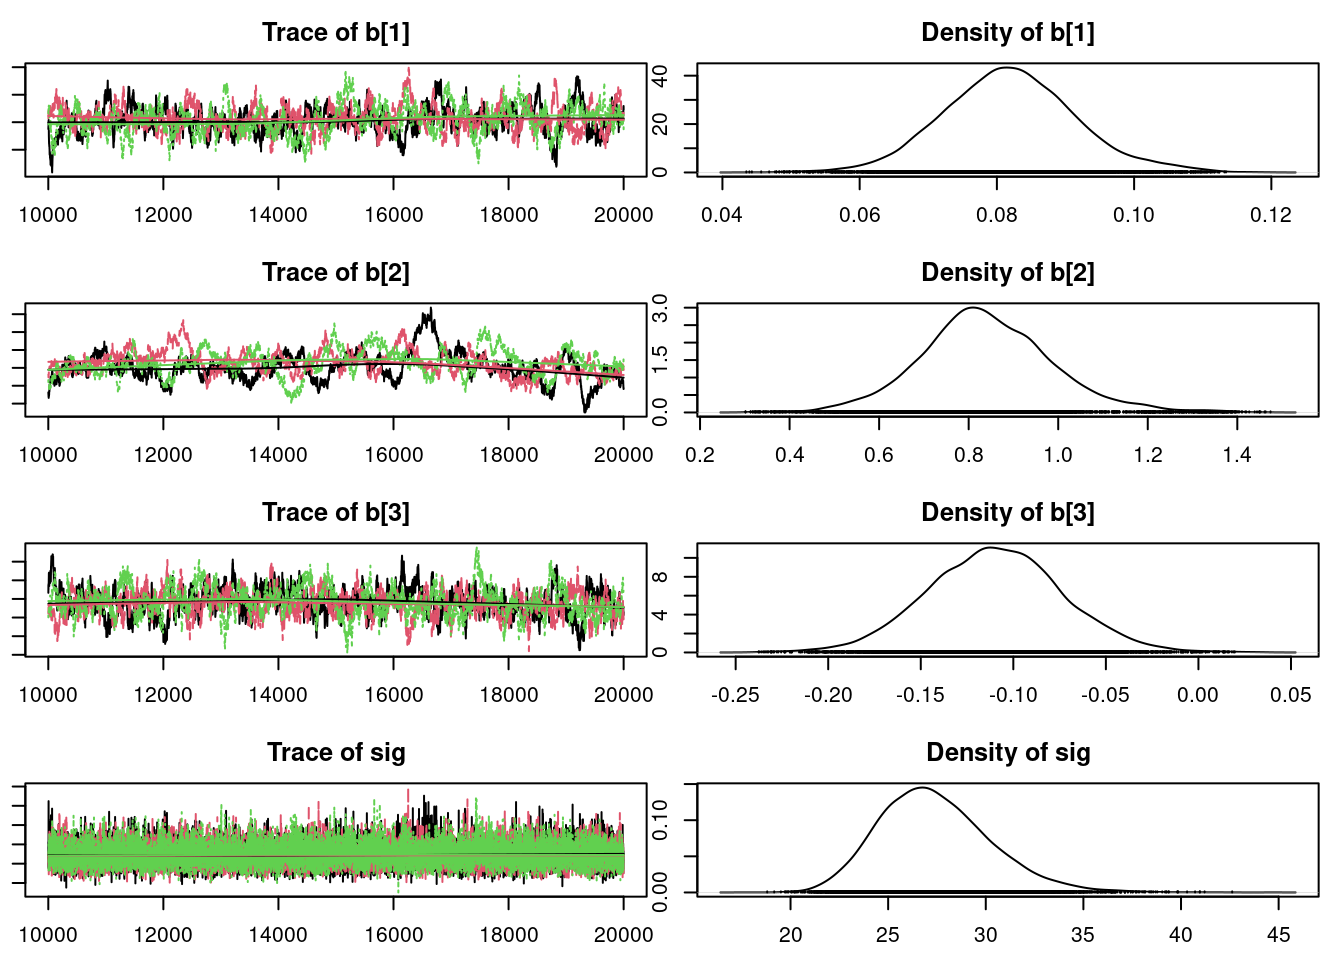 Trace of b[1]
10000 12000 14000 16000 18000 20000
Density of b[1]
0 20 40
0.04 0.06 0.08 0.10 0.12
Trace of b[2]
10000 12000 14000 16000 18000 20000
Density of b[2]
0.0 1.5 3.0
0.2 0.4 0.6 0.8 1.0 1.2 1.4
Trace of b[3]
10000 12000 14000 16000 18000 20000
Density of b[3]
0 4 8
-0.25 -0.20 -0.15 -0.10 -0.05 0.00 0.05
Trace of sig
10000 12000 14000 16000 18000 20000
Density of sig
0.00 0.10
20 25 30 35 40 45